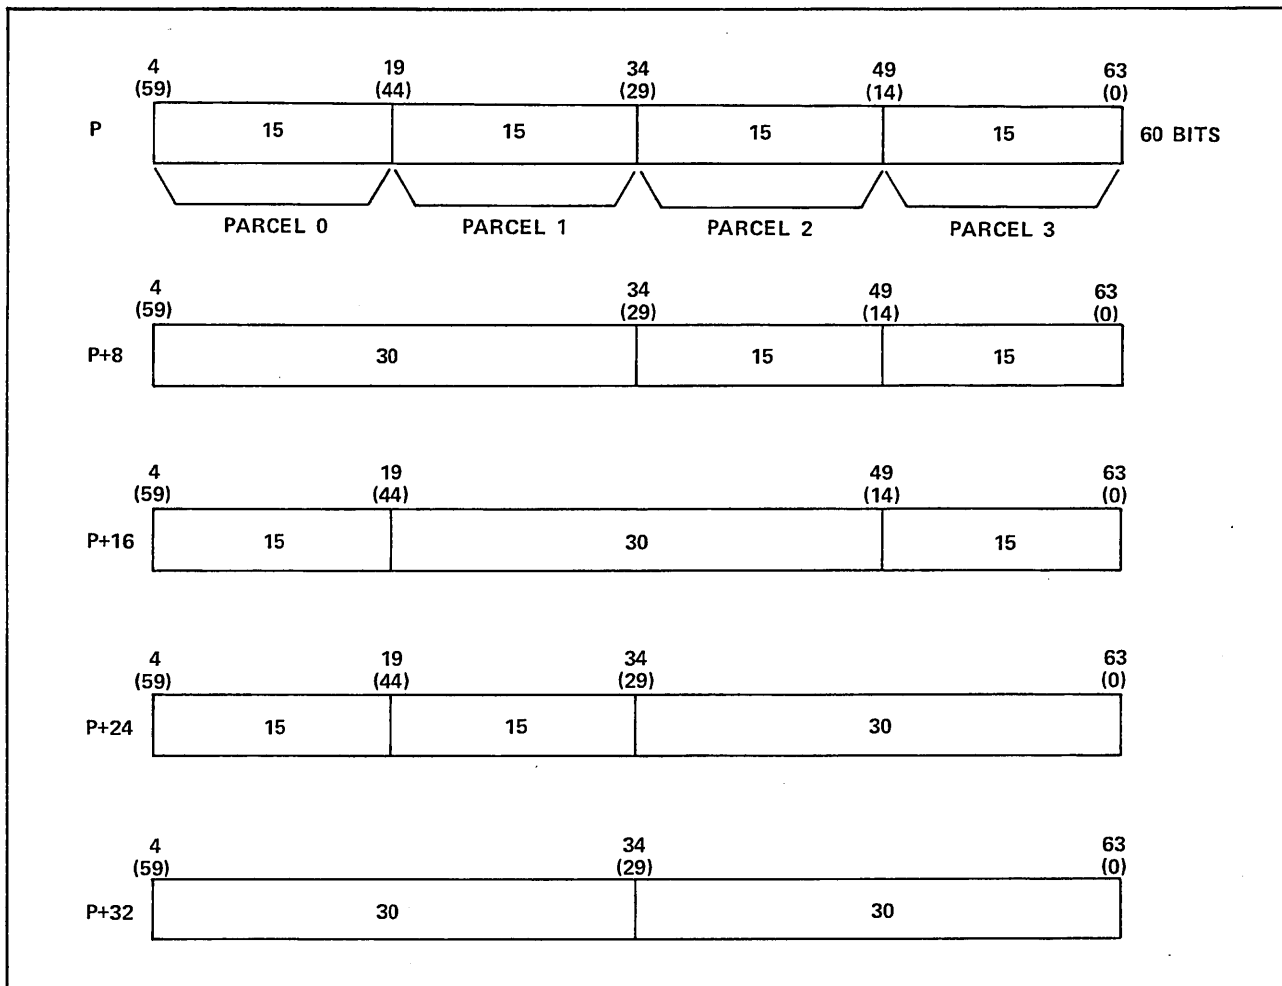 4 19 34 49 63
(59) (44) (29) (14) (0)
P 15 15 15 15 60 BITS
PARCEL 0 PARCEL 1 PARCEL 2 PARCEL 3
4 34 49 63
(59) (29) (14) (0)
P+8 30 15 15
4 19 49 63
(59) (44) (14) (0)
P+16 15 30 15
4 19 34 63
(59) (44) (29) (0)
P+24 15 15 30
4 34 63
(59) (29) (0)
P+32 30 30